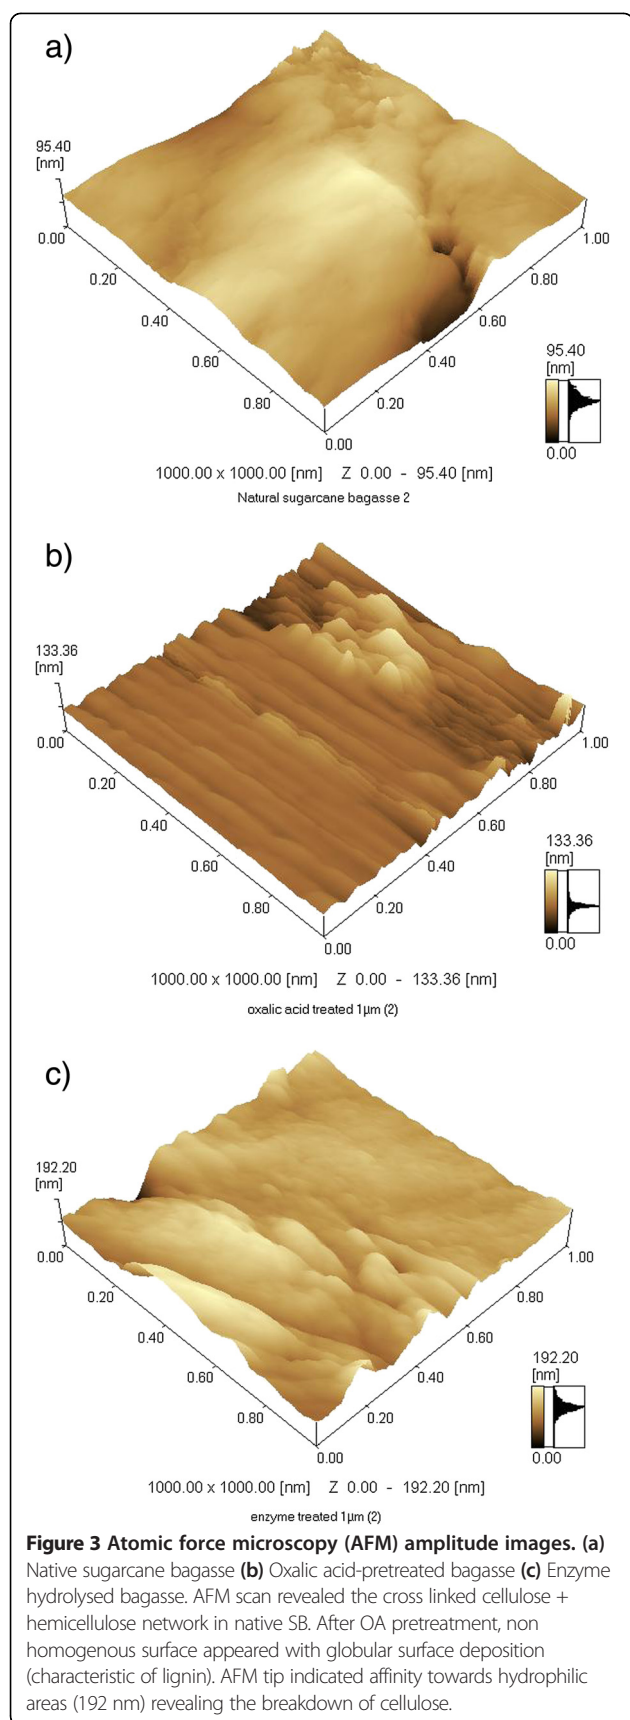 a)
95.40
[nm]
0.00
1.00
0.20
0.80
0.40
0.60
0.60
0.40
0.80
0.20
0.00
95.40
[nm]
0.00
1000.00 x 1000.00 [nm] Z 0.00 - 95.40 [nm]
Natural sugarcane bagasse 2
b)
133.36
[nm]
0.00
1.00
0.20
0.80
0.40
0.60
0.60
0.40
0.80
0.20
0.00
133.36
[nm]
0.00
1000.00 x 1000.00 [nm] Z 0.00 - 133.36 [nm]
oxalic acid treated 1µm (2)
c)
192.20
[nm]
0.00
1.00
0.20
0.80
0.40
0.60
0.60
0.40
0.80
0.20
0.00
192.20
[nm]
0.00
1000.00 x 1000.00 [nm] Z 0.00 - 192.20 [nm]
enzyme treated 1µm (2)
Figure 3 Atomic force microscopy (AFM) amplitude images. (a)
Native sugarcane bagasse (b) Oxalic acid-pretreated bagasse (c) Enzyme
hydrolysed bagasse. AFM scan revealed the cross linked cellulose +
hemicellulose network in native SB. After OA pretreatment, non
homogenous surface appeared with globular surface deposition
(characteristic of lignin). AFM tip indicated affinity towards hydrophilic
areas (192 nm) revealing the breakdown of cellulose.